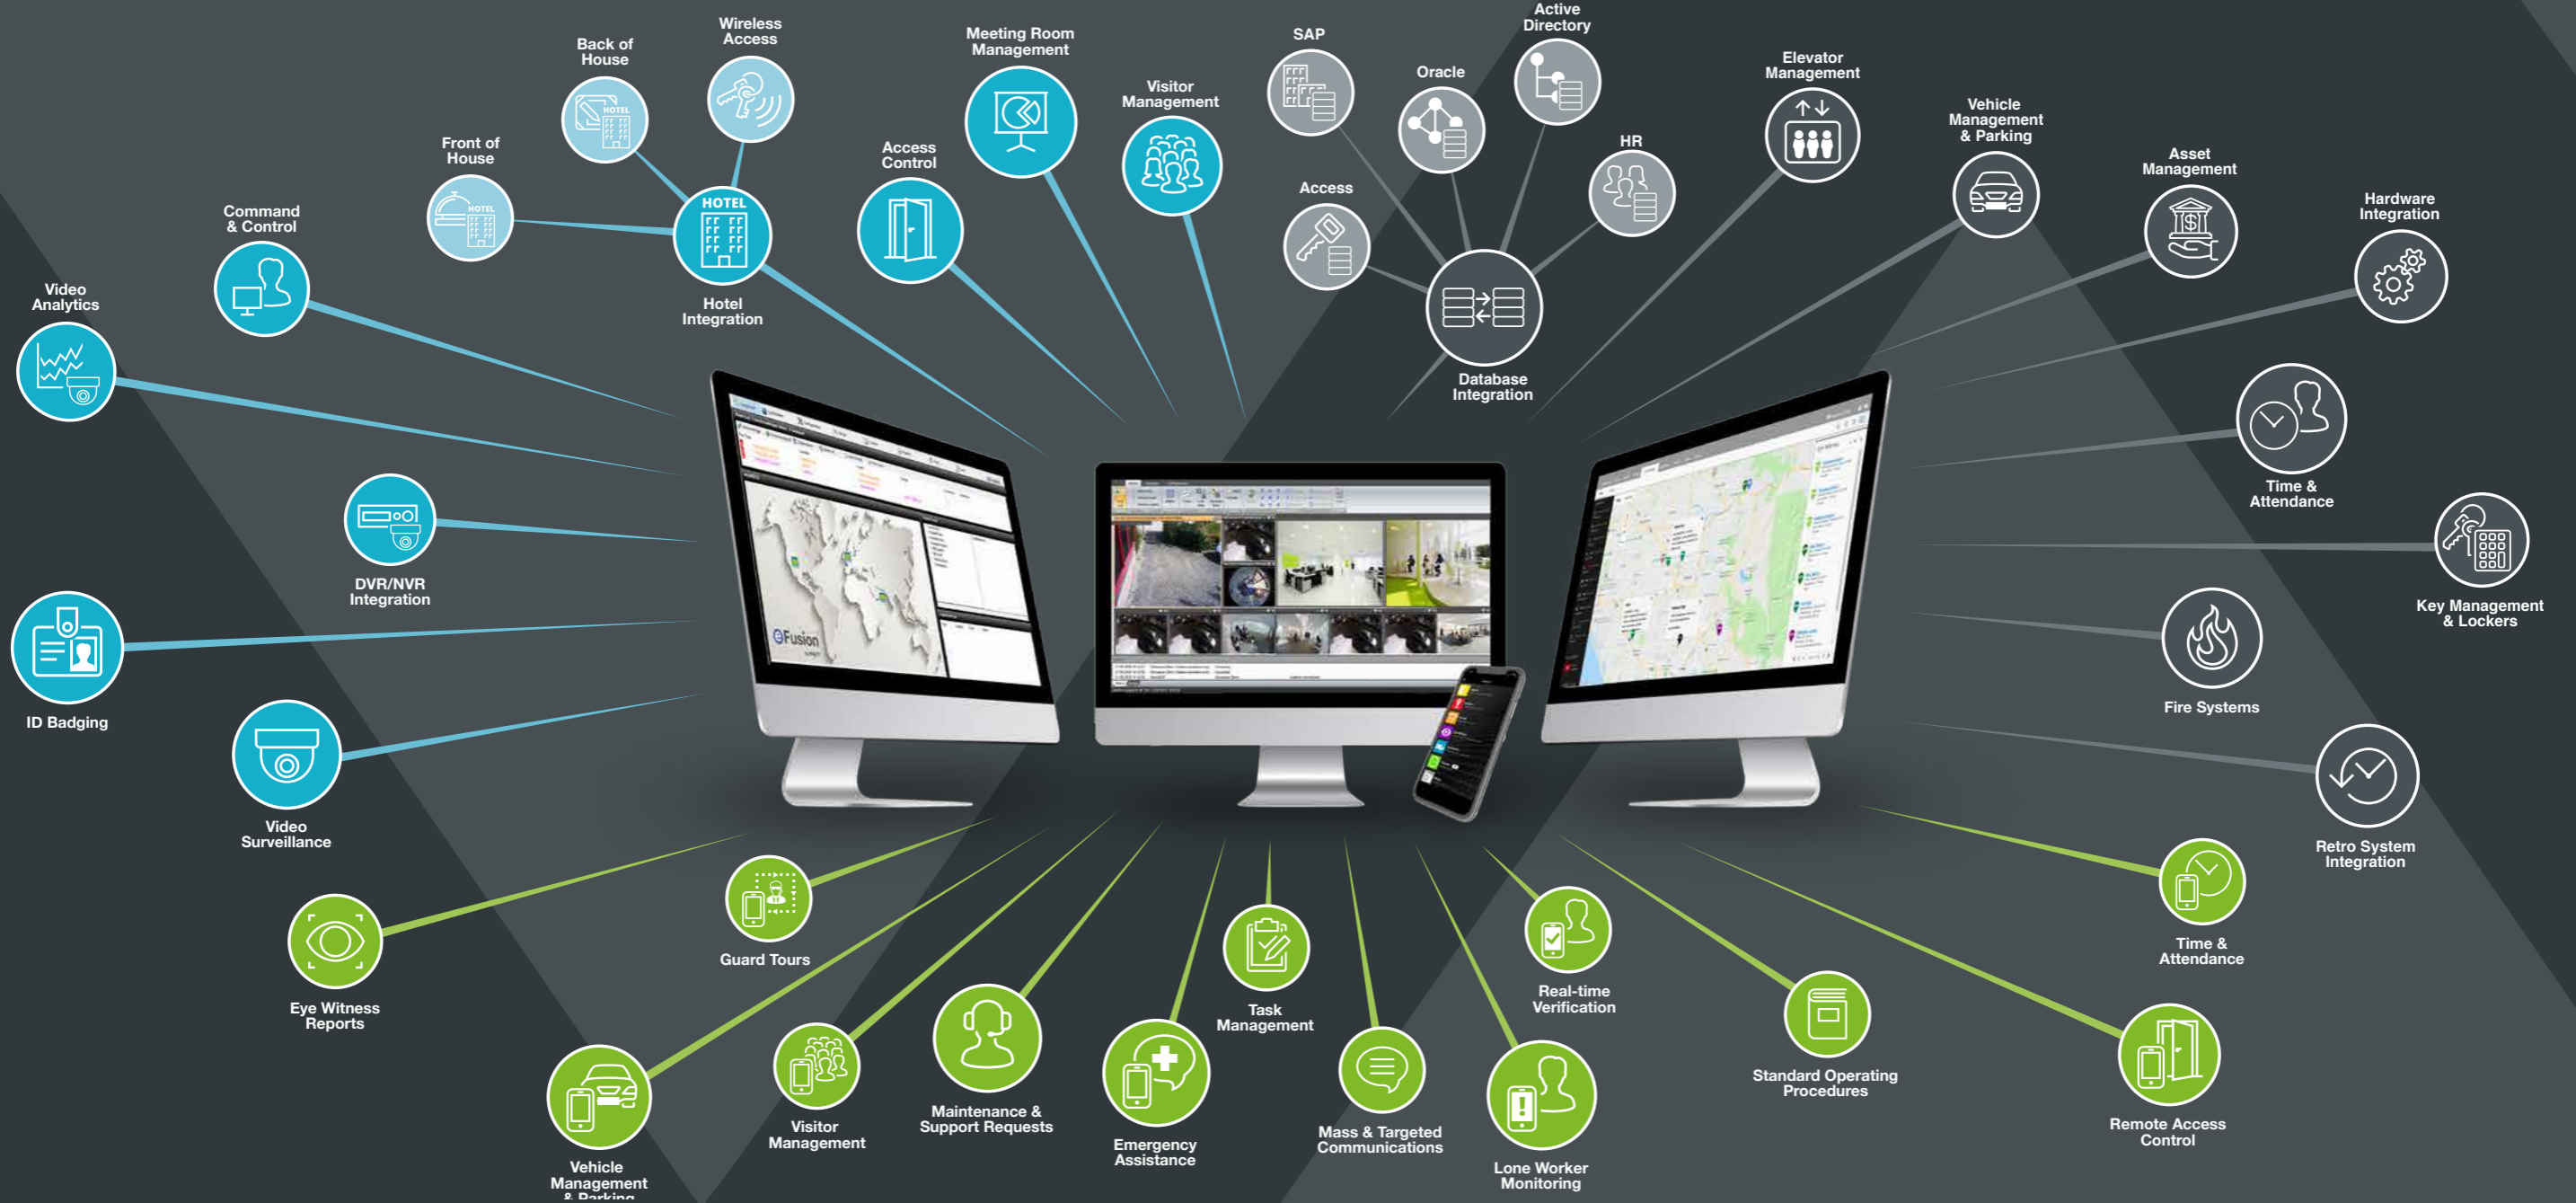 Active
Directory
Wireless
Access
Meeting Room
Management
SAP
Back of
House
Elevator
Management
Oracle
Visitor
Management
Vehicle
Management
& Parking
HOTEL
Front of
House
Access
Control
HR
Asset
Management
Access
Hardware
Integration
HOTEL
HOTEL
Command
& Control
Video
Analytics
Hotel
Integration
Database
Integration
Time &
Attendance
DVR/NVR
Integration
Key Management
& Lockers
eFusion
ID Badging
Fire Systems
Video
Surveillance
Retro System
Integration
Guard Tours
Time &
Attendance
Eye Witness
Reports
Real-time
Verification
Task
Management
Standard Operating
Procedures
Maintenance &
Support Requests
Visitor
Management
Mass & Targeted
Communications
Remote Access
Control
Emergency
Assistance
Vehicle
Management
& Parking
Lone Worker
Monitoring